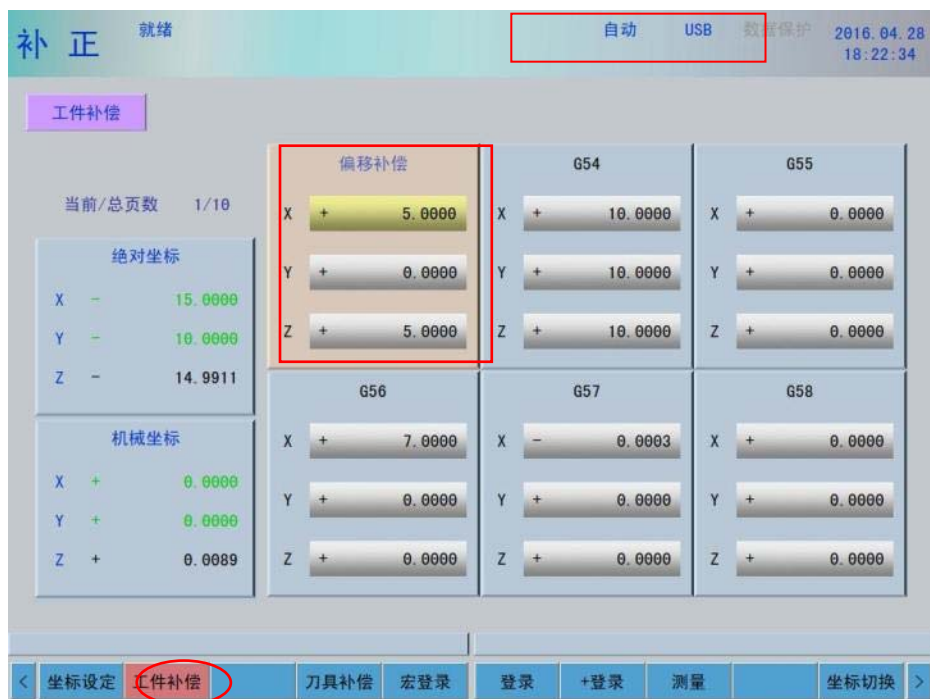 补 正 就绪 自动 USB 数据保护 2016.04.28
18:22:34
工件补偿
当前/总页数 1/10
绝对坐标
X - 15.0000
Y - 10.0000
Z - 14.9911
机械坐标
X + 0.0000
Y + 0.0000
Z + 0.0089
偏移补偿
X + 5.0000
Y + 0.0000
Z + 5.0000
G54
X + 10.0000
Y + 10.0000
Z + 10.0000
G55
X + 0.0000
Y + 0.0000
Z + 0.0000
G56
X + 7.0000
Y + 0.0000
Z + 0.0000
G57
X - 0.0003
Y + 0.0000
Z + 0.0000
G58
X + 0.0000
Y + 0.0000
Z + 0.0000
< 坐标设定 工件补偿 刀具补偿 宏登录 登录 +登录 测量 坐标切换 >